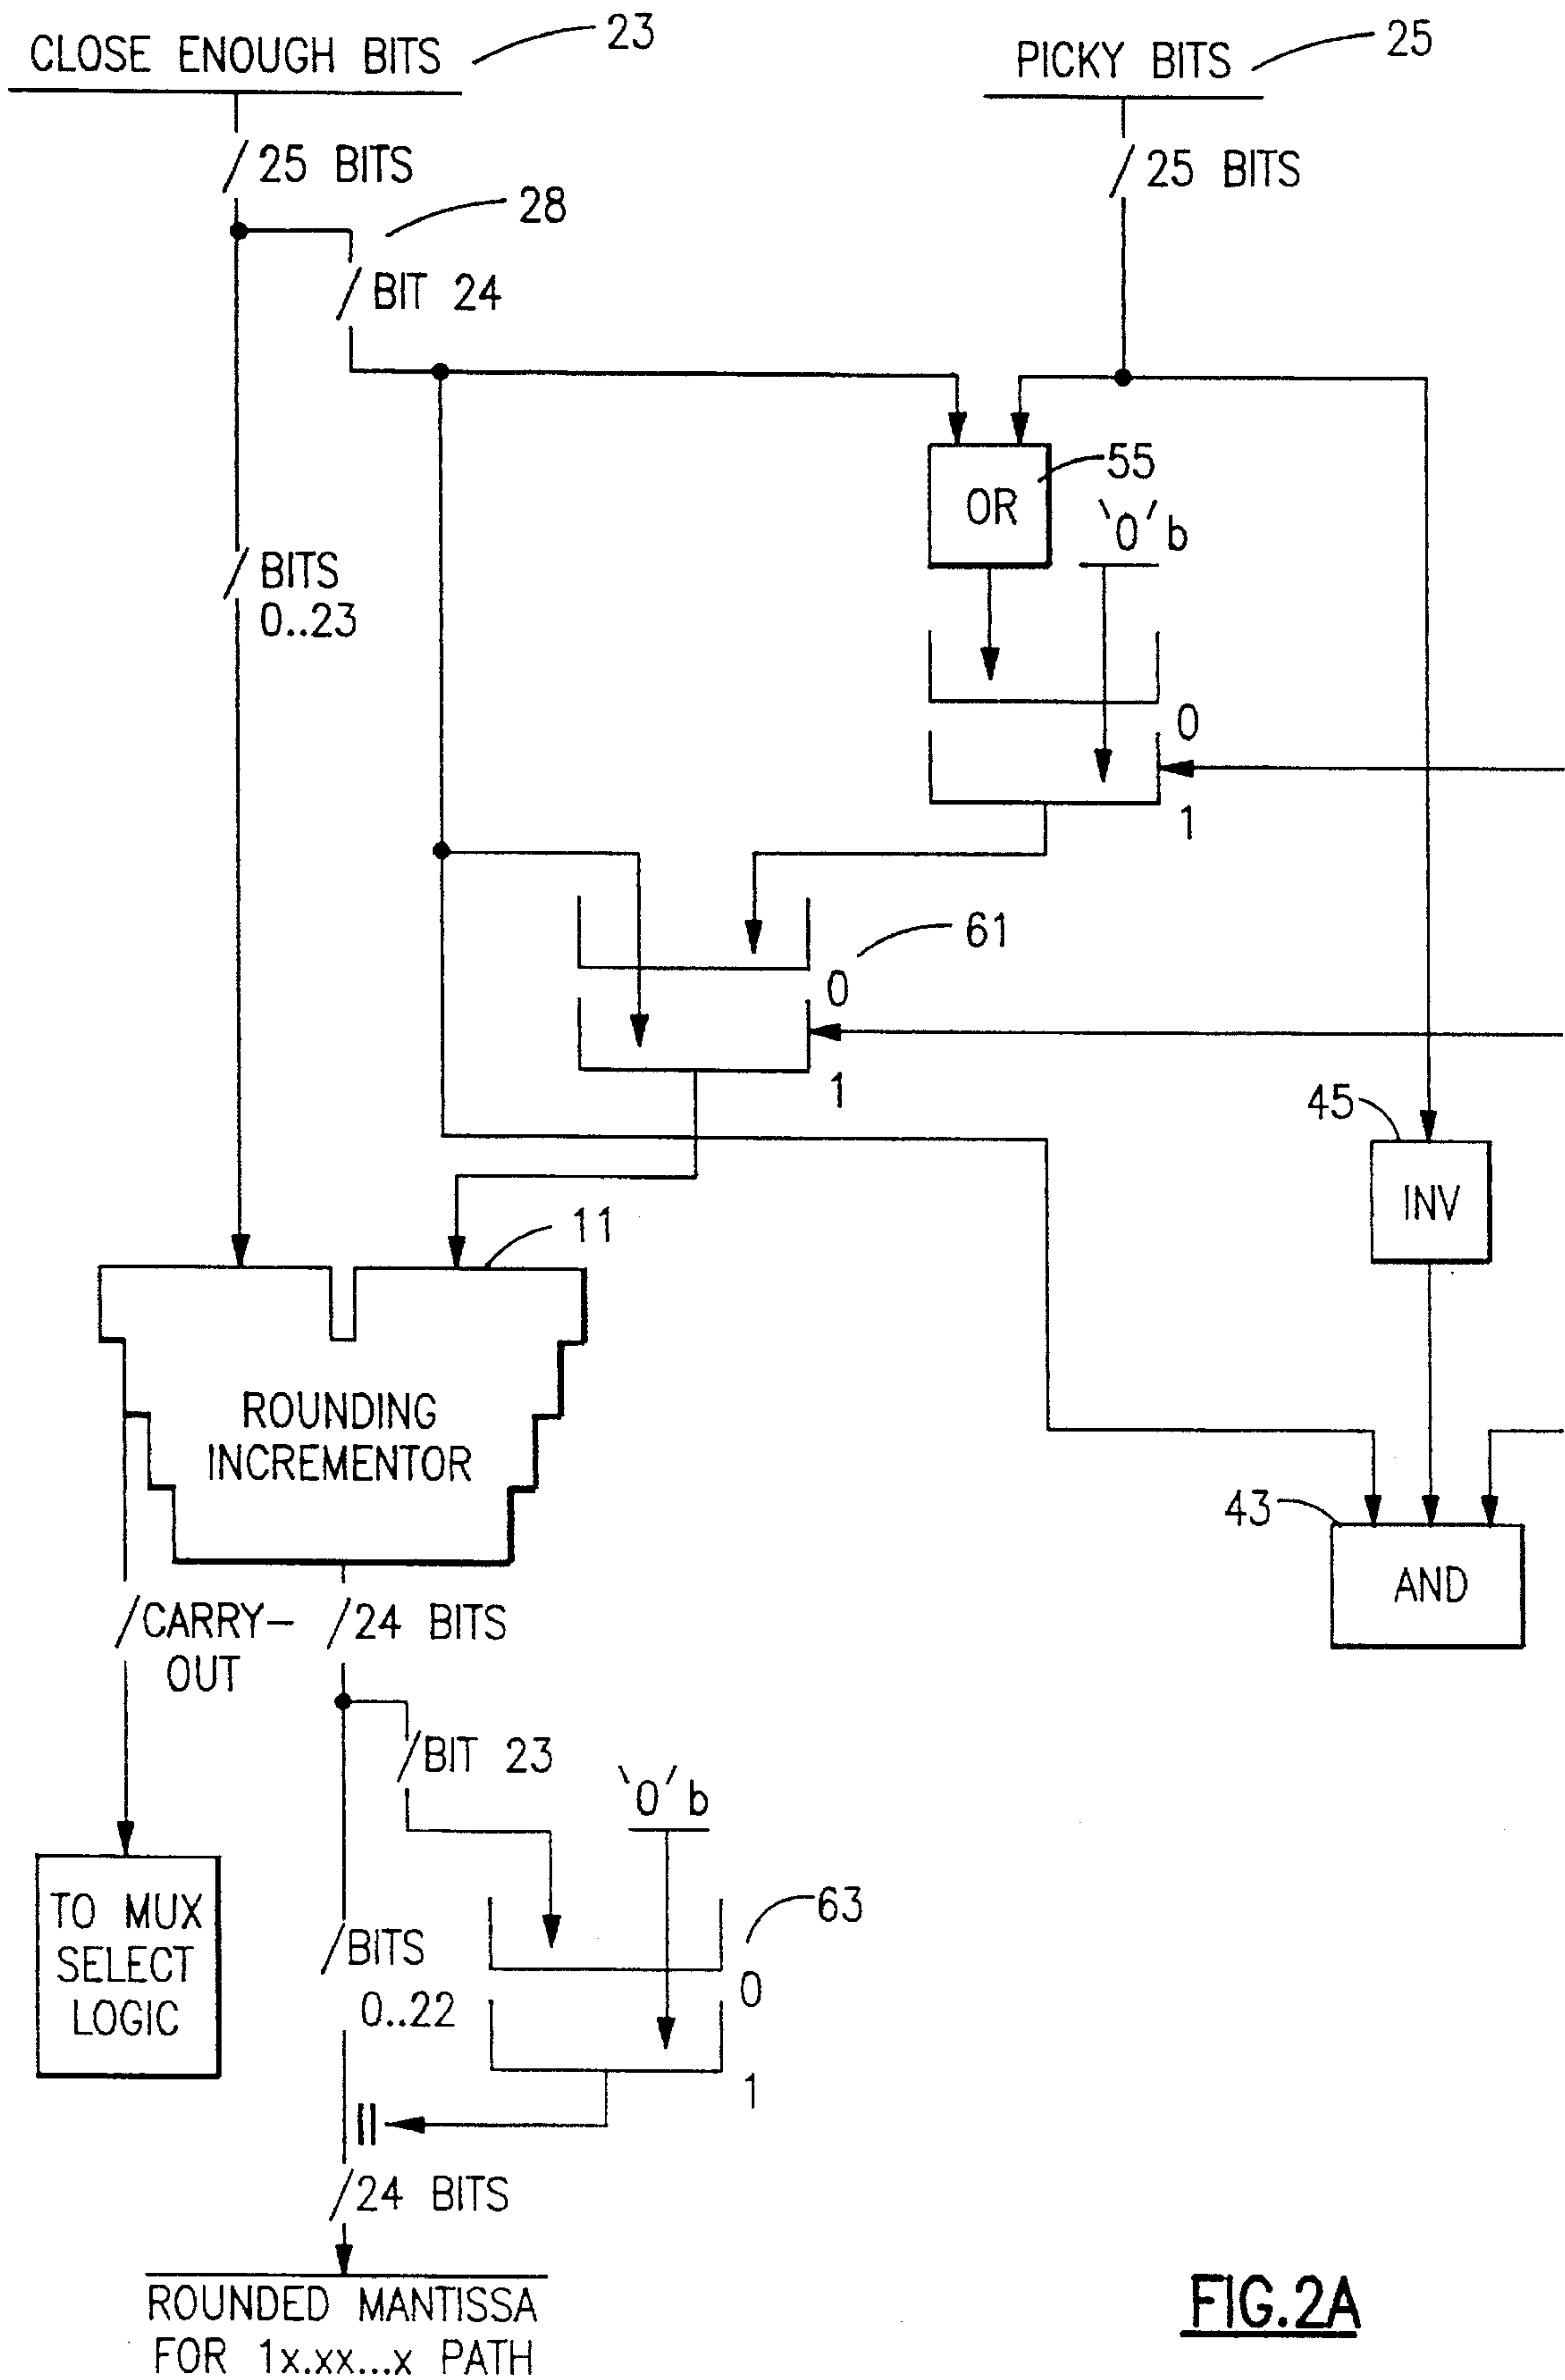 CLOSE ENOUGH BITS
23
PICKY BITS
25
25 BITS
25 BITS
28
BIT 24
55
OR
'0'b
BITS
0..23
0
1
61
0
1
45
INV
11
ROUNDING
INCREMENTOR
43
AND
CARRY-
OUT
24 BITS
BIT 23
'0'b
TO MUX
SELECT
LOGIC
63
BITS
0..22
0
1
||
24 BITS
ROUNDED MANTISSA
FOR 1x.xx...x PATH
FIG.2A